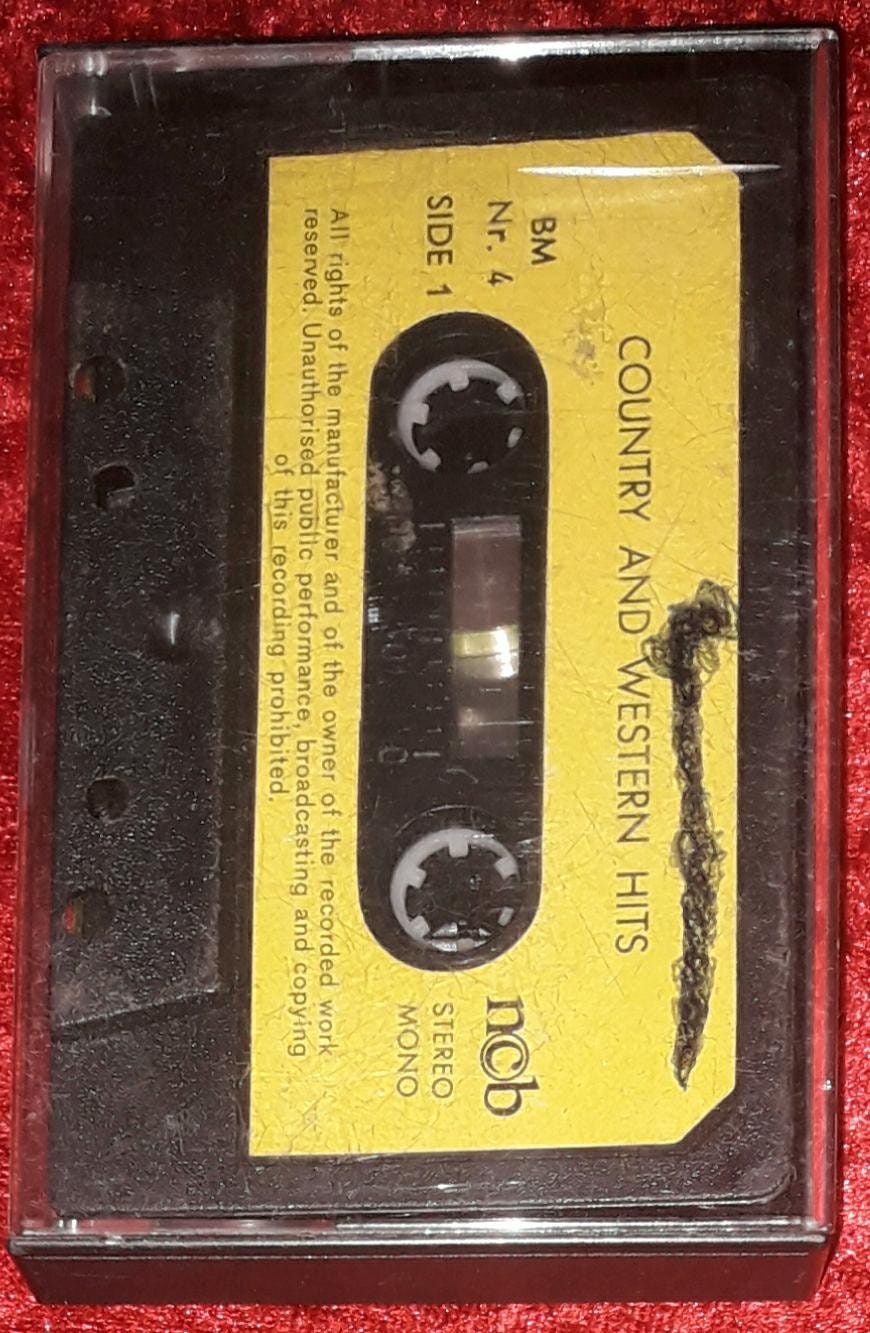 COUNTRY AND WESTERN HITS
BM
Nr. 4
SIDE 1
n©b
STEREO
MONO
All rights of the manufacturer and of the owner of the recorded work
reserved. Unauthorised public performance, broadcasting and copying
of this recording prohibited.